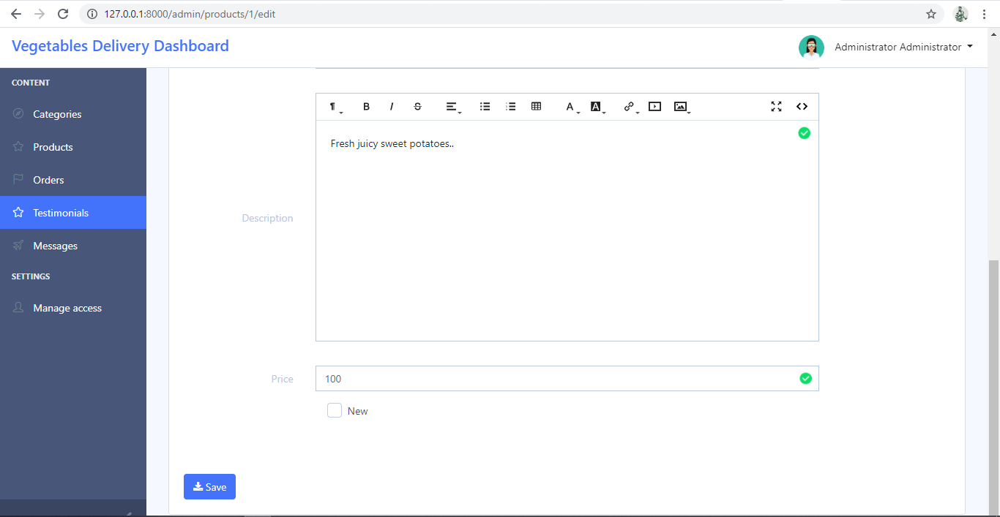 127.0.0.1:8000/admin/products/1/edit
Vegetables Delivery Dashboard
Administrator Administrator
CONTENT
Categories
Products
Orders
Testimonials
Messages
SETTINGS
Manage access
¶ B I S A A
Fresh juicy sweet potatoes..
Description
Price
100
New
Save